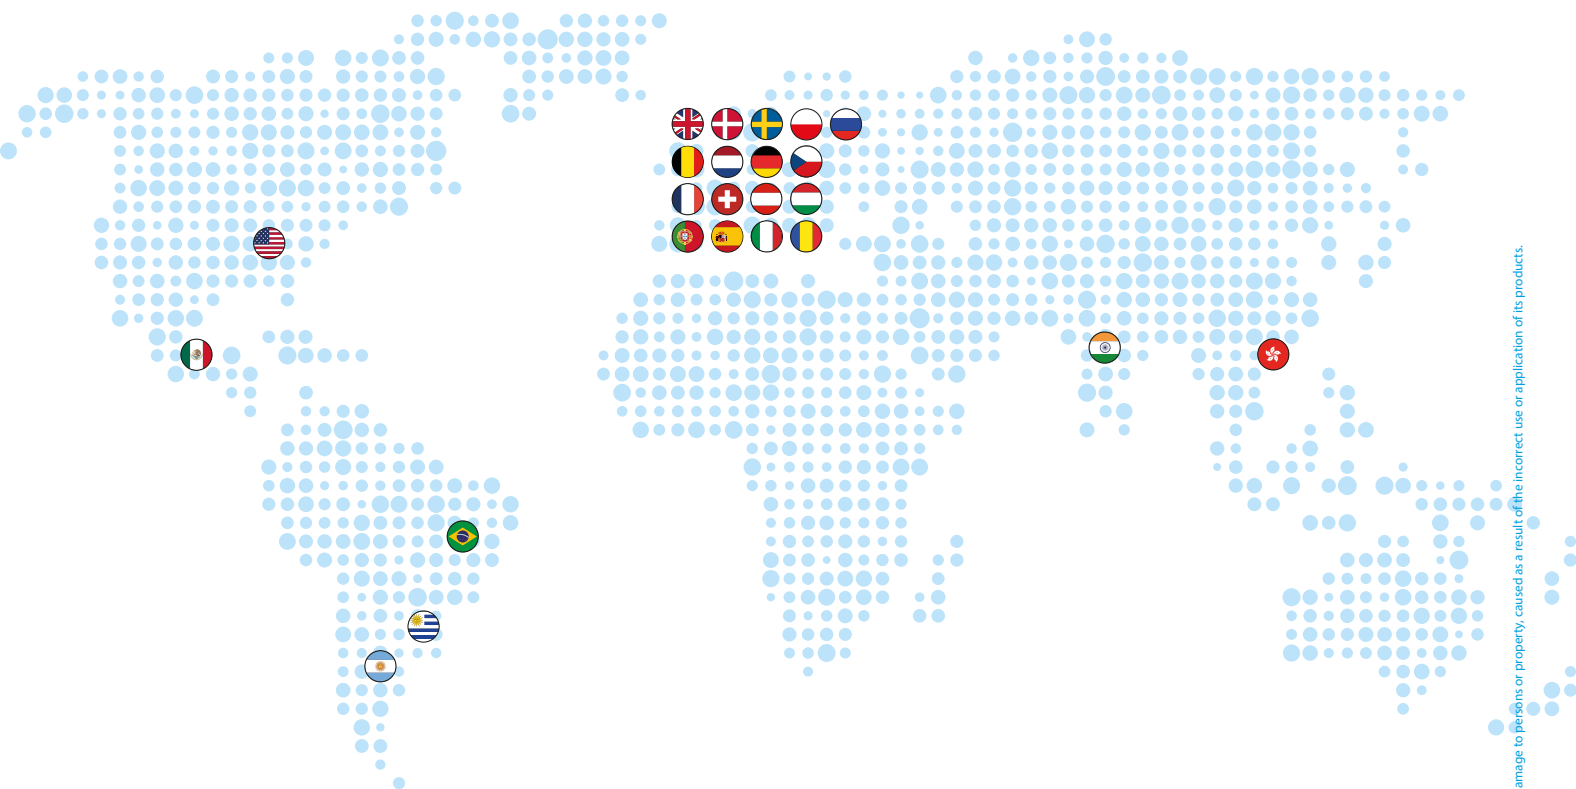 amage to persons or property, caused as a result of the incorrect use or application of its products.